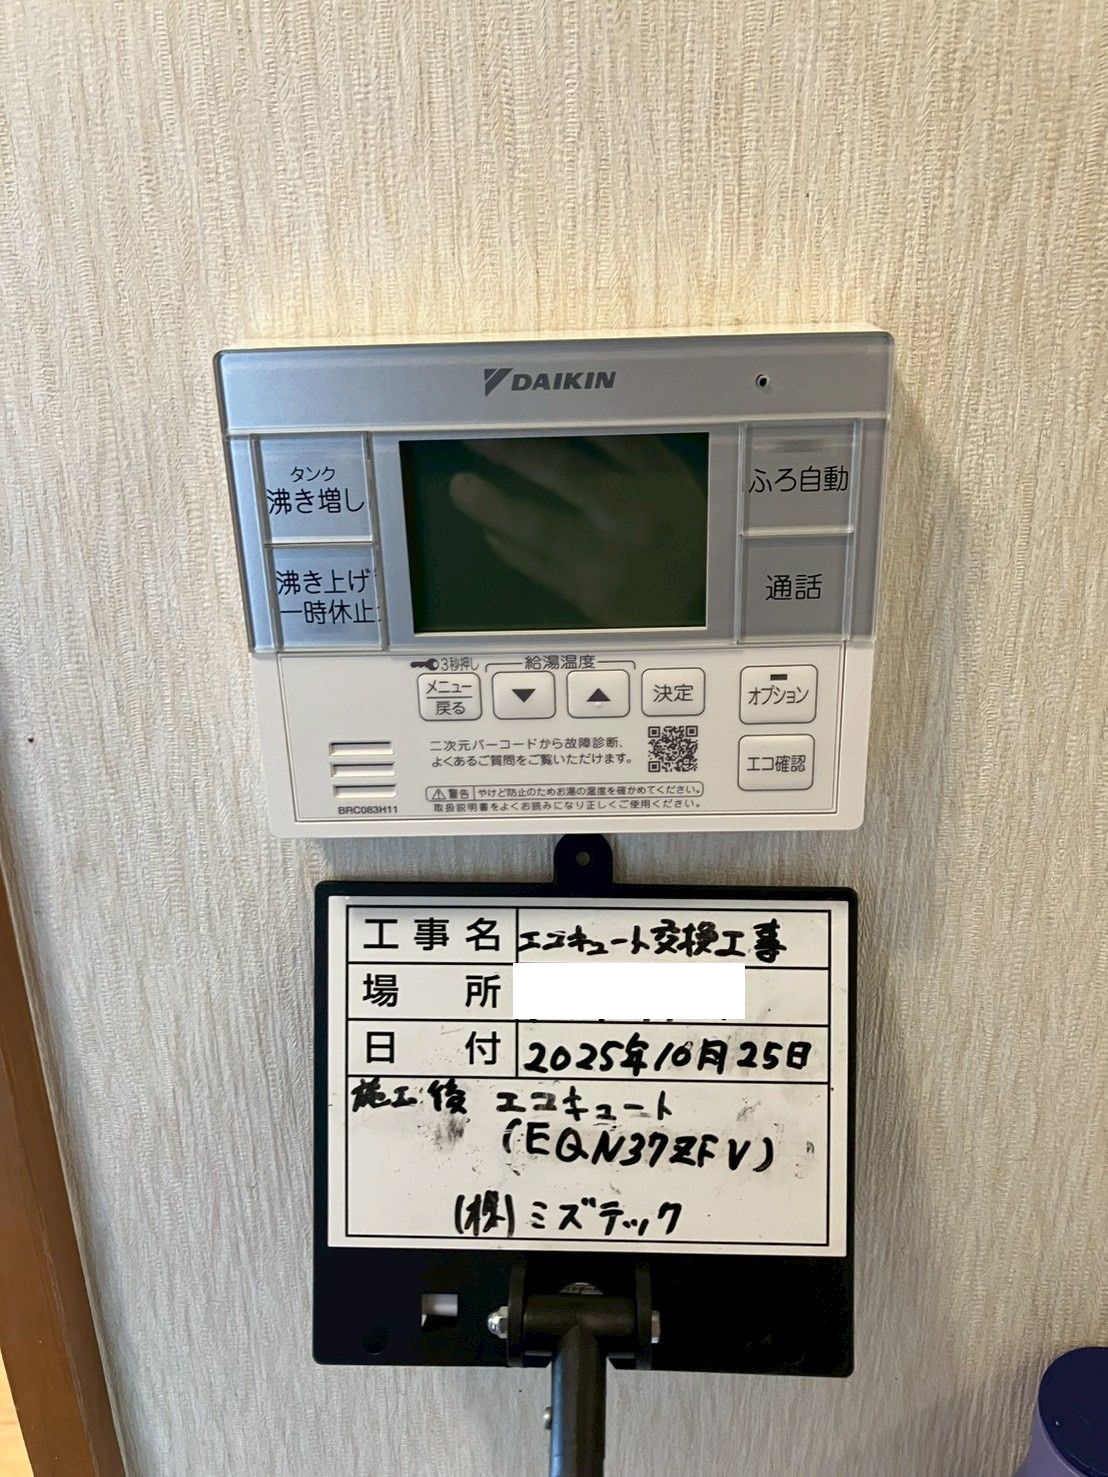 DAIKIN
タンク
沸き増し
沸き上げ
一時休止
ふろ自動
通話
3秒押し
給湯温度
メニュー
戻る
▼
▲
決定
オプション
エコ確認
二次元バーコードから故障診断、
よくあるご質問をご覧いただけます。
警告 やけど防止のためお湯の温度を確かめてください。
取扱説明書をよくお読みになり正しくご使用ください。
BRC083H11
工事名 エコキュート交換工事
場所
日付 2025年10月25日
施工後 エコキュート
(EQN37ZFV)
(株)ミズテック